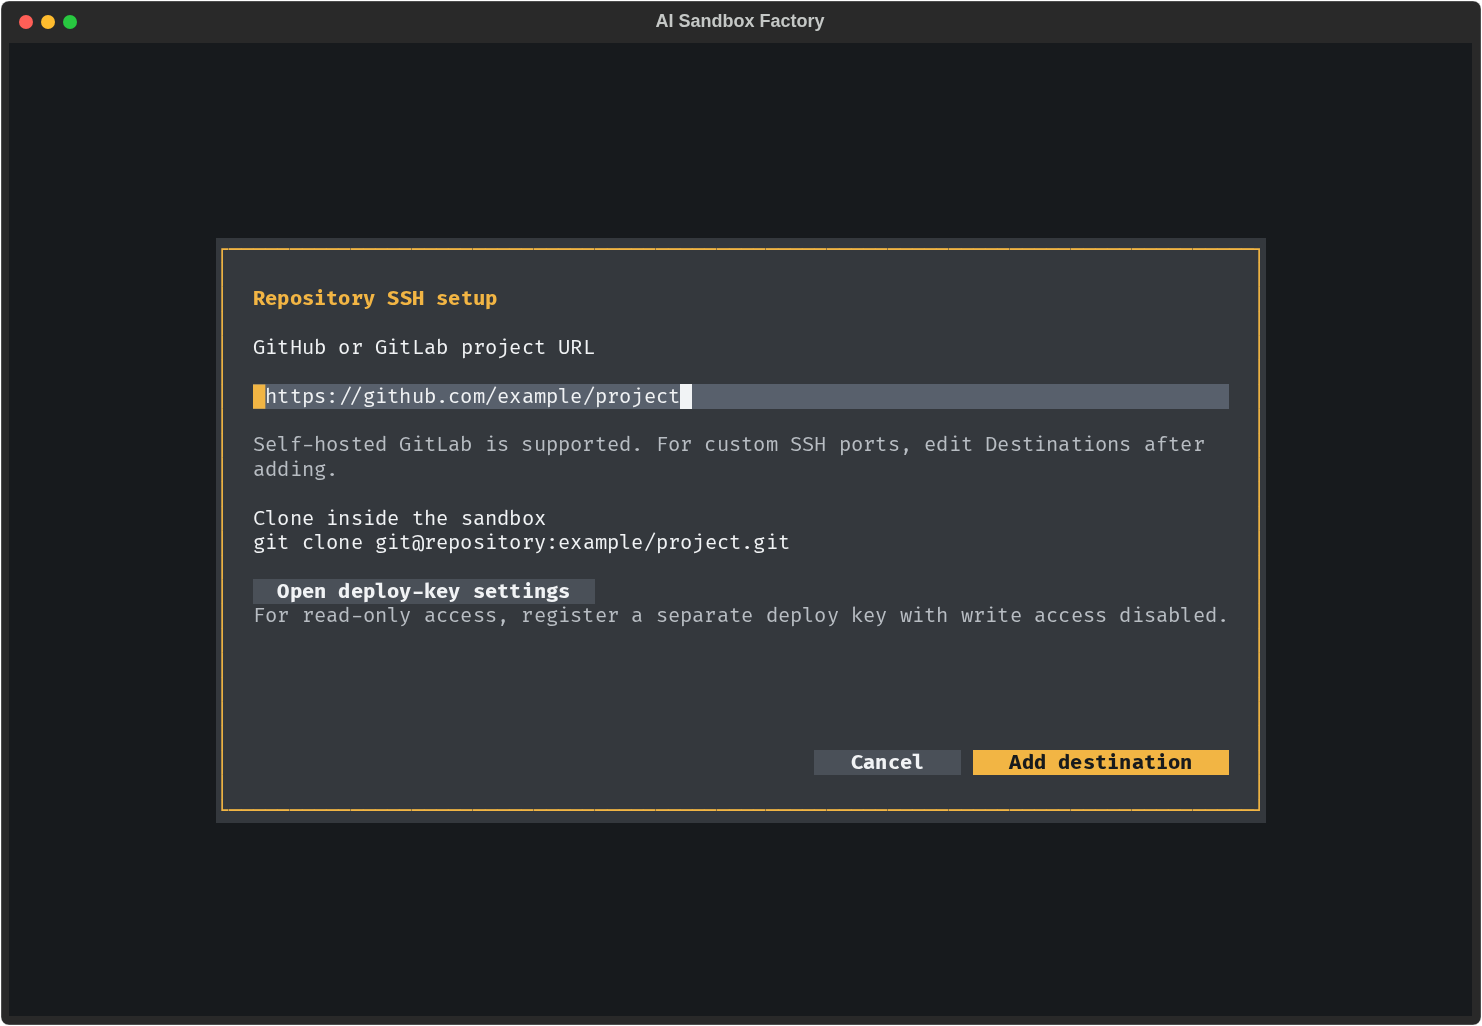 AI Sandbox Factory
Repository SSH setup
GitHub or GitLab project URL
https://github.com/example/project
Self-hosted GitLab is supported. For custom SSH ports, edit Destinations after
adding.
Clone inside the sandbox
git clone git@repository:example/project.git
Open deploy-key settings
For read-only access, register a separate deploy key with write access disabled.
Cancel
Add destination